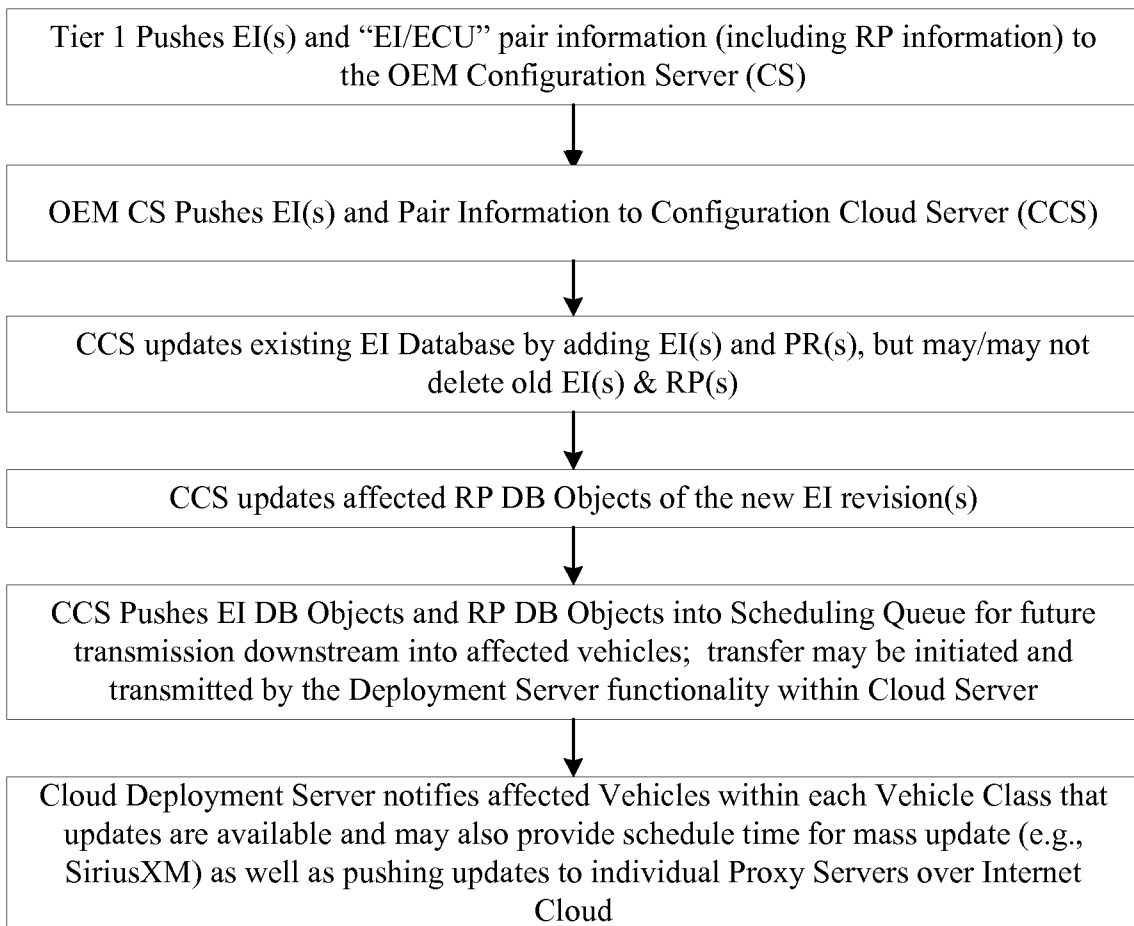 Tier 1 Pushes EI(s) and “EI/ECU” pair information (including RP information) to
the OEM Configuration Server (CS)
OEM CS Pushes EI(s) and Pair Information to Configuration Cloud Server (CCS)
CCS updates existing EI Database by adding EI(s) and PR(s), but may/may not
delete old EI(s) & RP(s)
CCS updates affected RP DB Objects of the new EI revision(s)
CCS Pushes EI DB Objects and RP DB Objects into Scheduling Queue for future
transmission downstream into affected vehicles;  transfer may be initiated and
transmitted by the Deployment Server functionality within Cloud Server
Cloud Deployment Server notifies affected Vehicles within each Vehicle Class that
updates are available and may also provide schedule time for mass update (e.g.,
SiriusXM) as well as pushing updates to individual Proxy Servers over Internet
Cloud